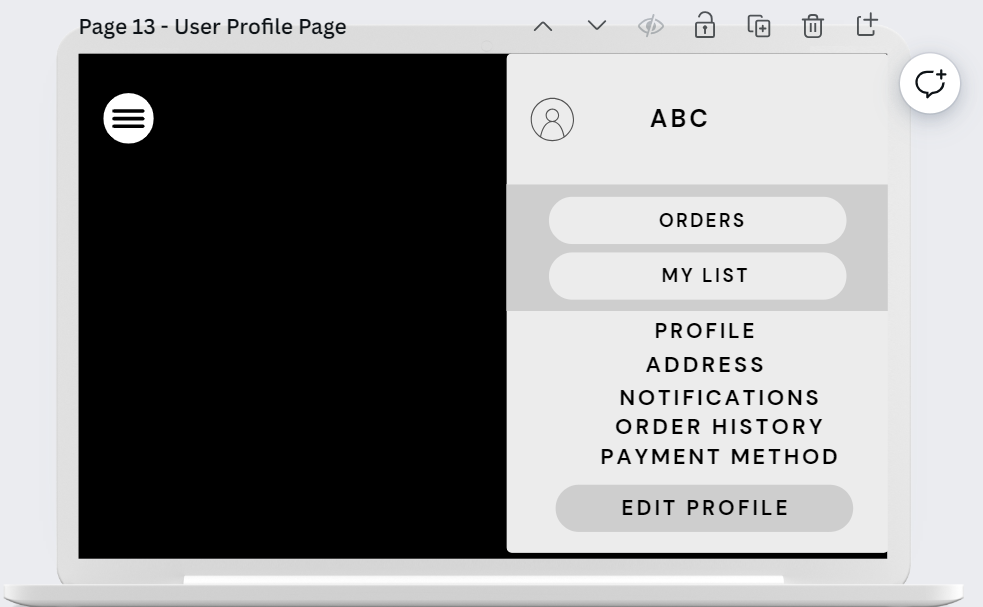 Page 13 - User Profile Page
ABC
ORDERS
MY LIST
PROFILE
ADDRESS
NOTIFICATIONS
ORDER HISTORY
PAYMENT METHOD
EDIT PROFILE